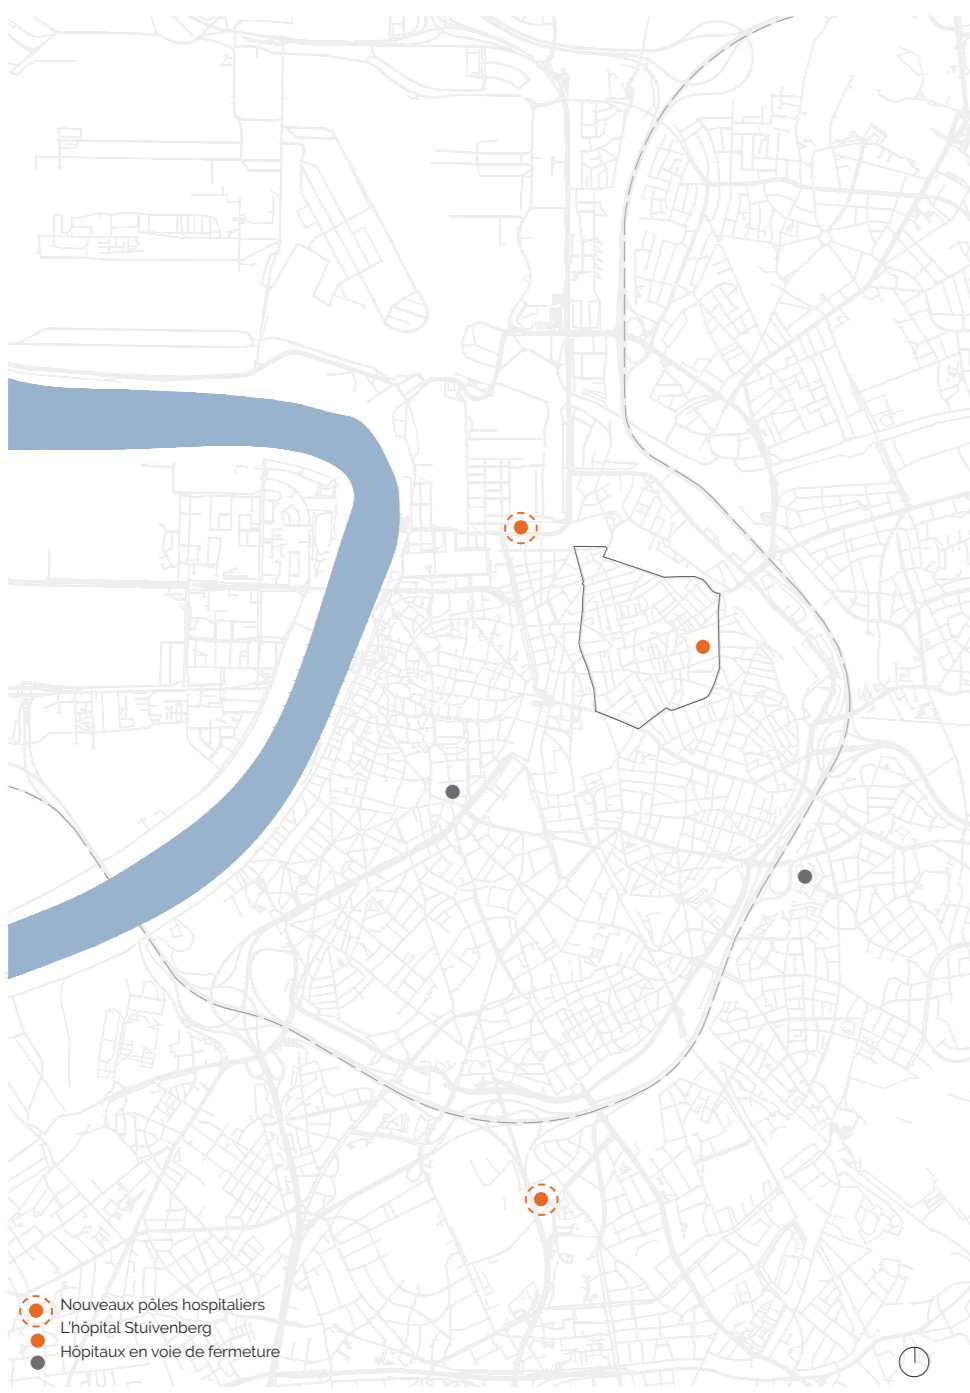 Nouveaux pôles hospitaliers
L'hôpital Stuivenberg
Hôpitaux en voie de fermeture